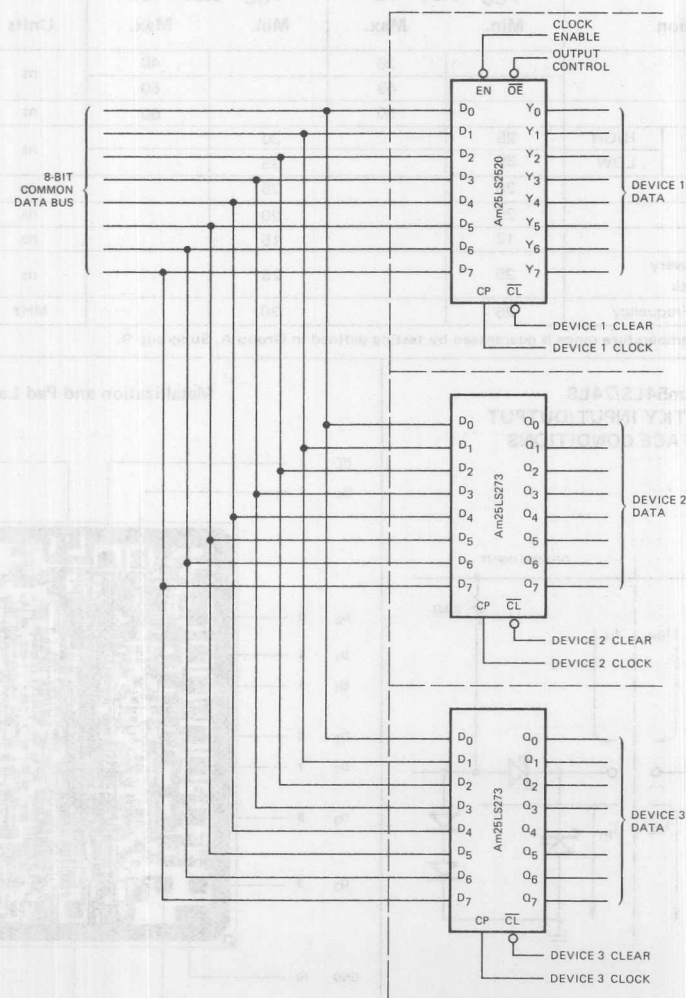 CLOCK
ENABLE
OUTPUT
CONTROL
EN OE
D0 Y0
D1 Y1
D2 Y2
D3 Y3
D4 Y4
D5 Y5
D6 Y6
D7 Y7
Am25LS2520
CP CL
8-BIT
COMMON
DATA BUS
DEVICE 1
DATA
DEVICE 1 CLEAR
DEVICE 1 CLOCK
D0 Q0
D1 Q1
D2 Q2
D3 Q3
D4 Q4
D5 Q5
D6 Q6
D7 Q7
Am25LS273
CP CL
DEVICE 2
DATA
DEVICE 2 CLEAR
DEVICE 2 CLOCK
D0 Q0
D1 Q1
D2 Q2
D3 Q3
D4 Q4
D5 Q5
D6 Q6
D7 Q7
Am25LS273
CP CL
DEVICE 3
DATA
DEVICE 3 CLEAR
DEVICE 3 CLOCK